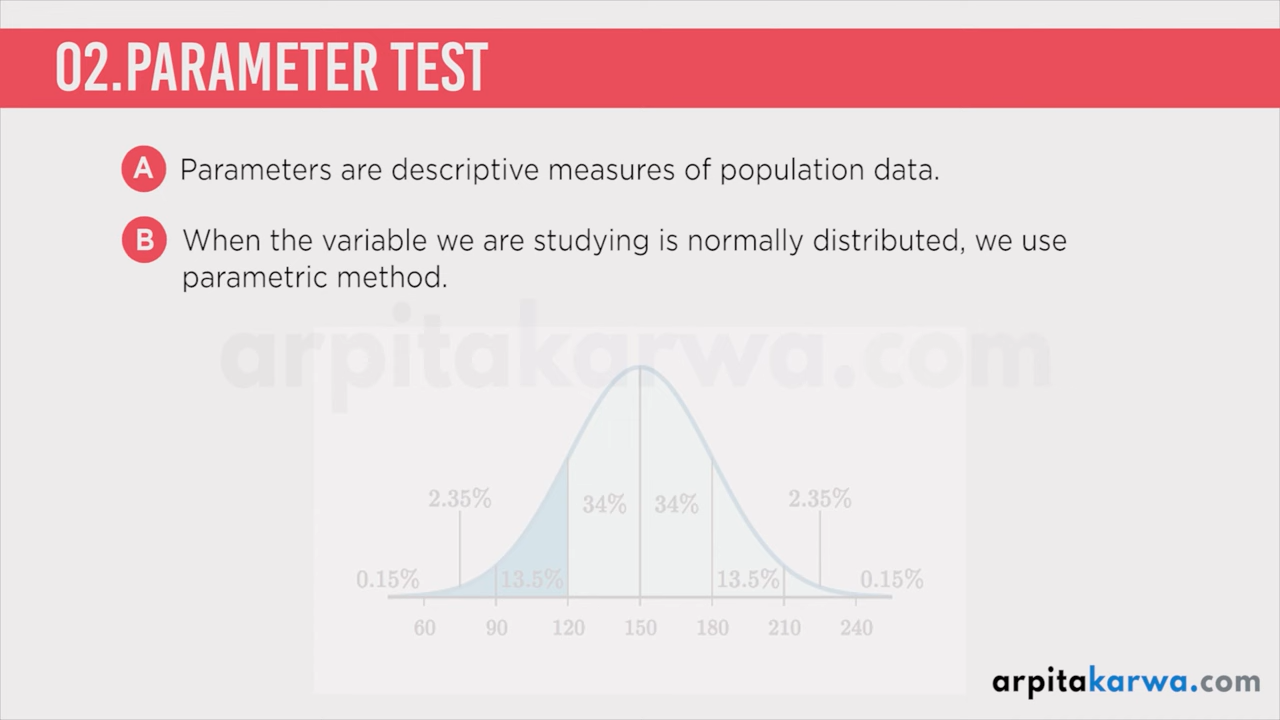 02.PARAMETER TEST
A Parameters are descriptive measures of population data.
B When the variable we are studying is normally distributed, we use
parametric method.
arpitakarwa.com
2.35% 34% 34% 2.35%
0.15% 13.5% 13.5% 0.15%
60 90 120 150 180 210 240
arpitakarwa.com